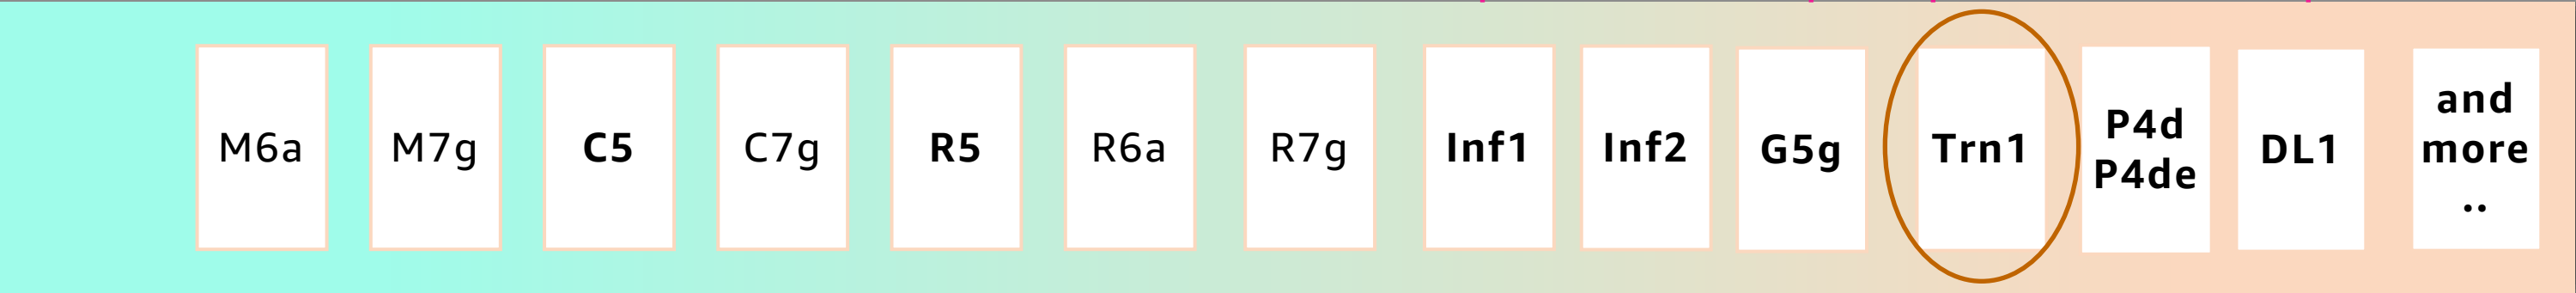 M6a
M7g
C5
C7g
R5
R6a
R7g
Inf1
Inf2
G5g
Trn1
P4d
P4de
DL1
and
more
..